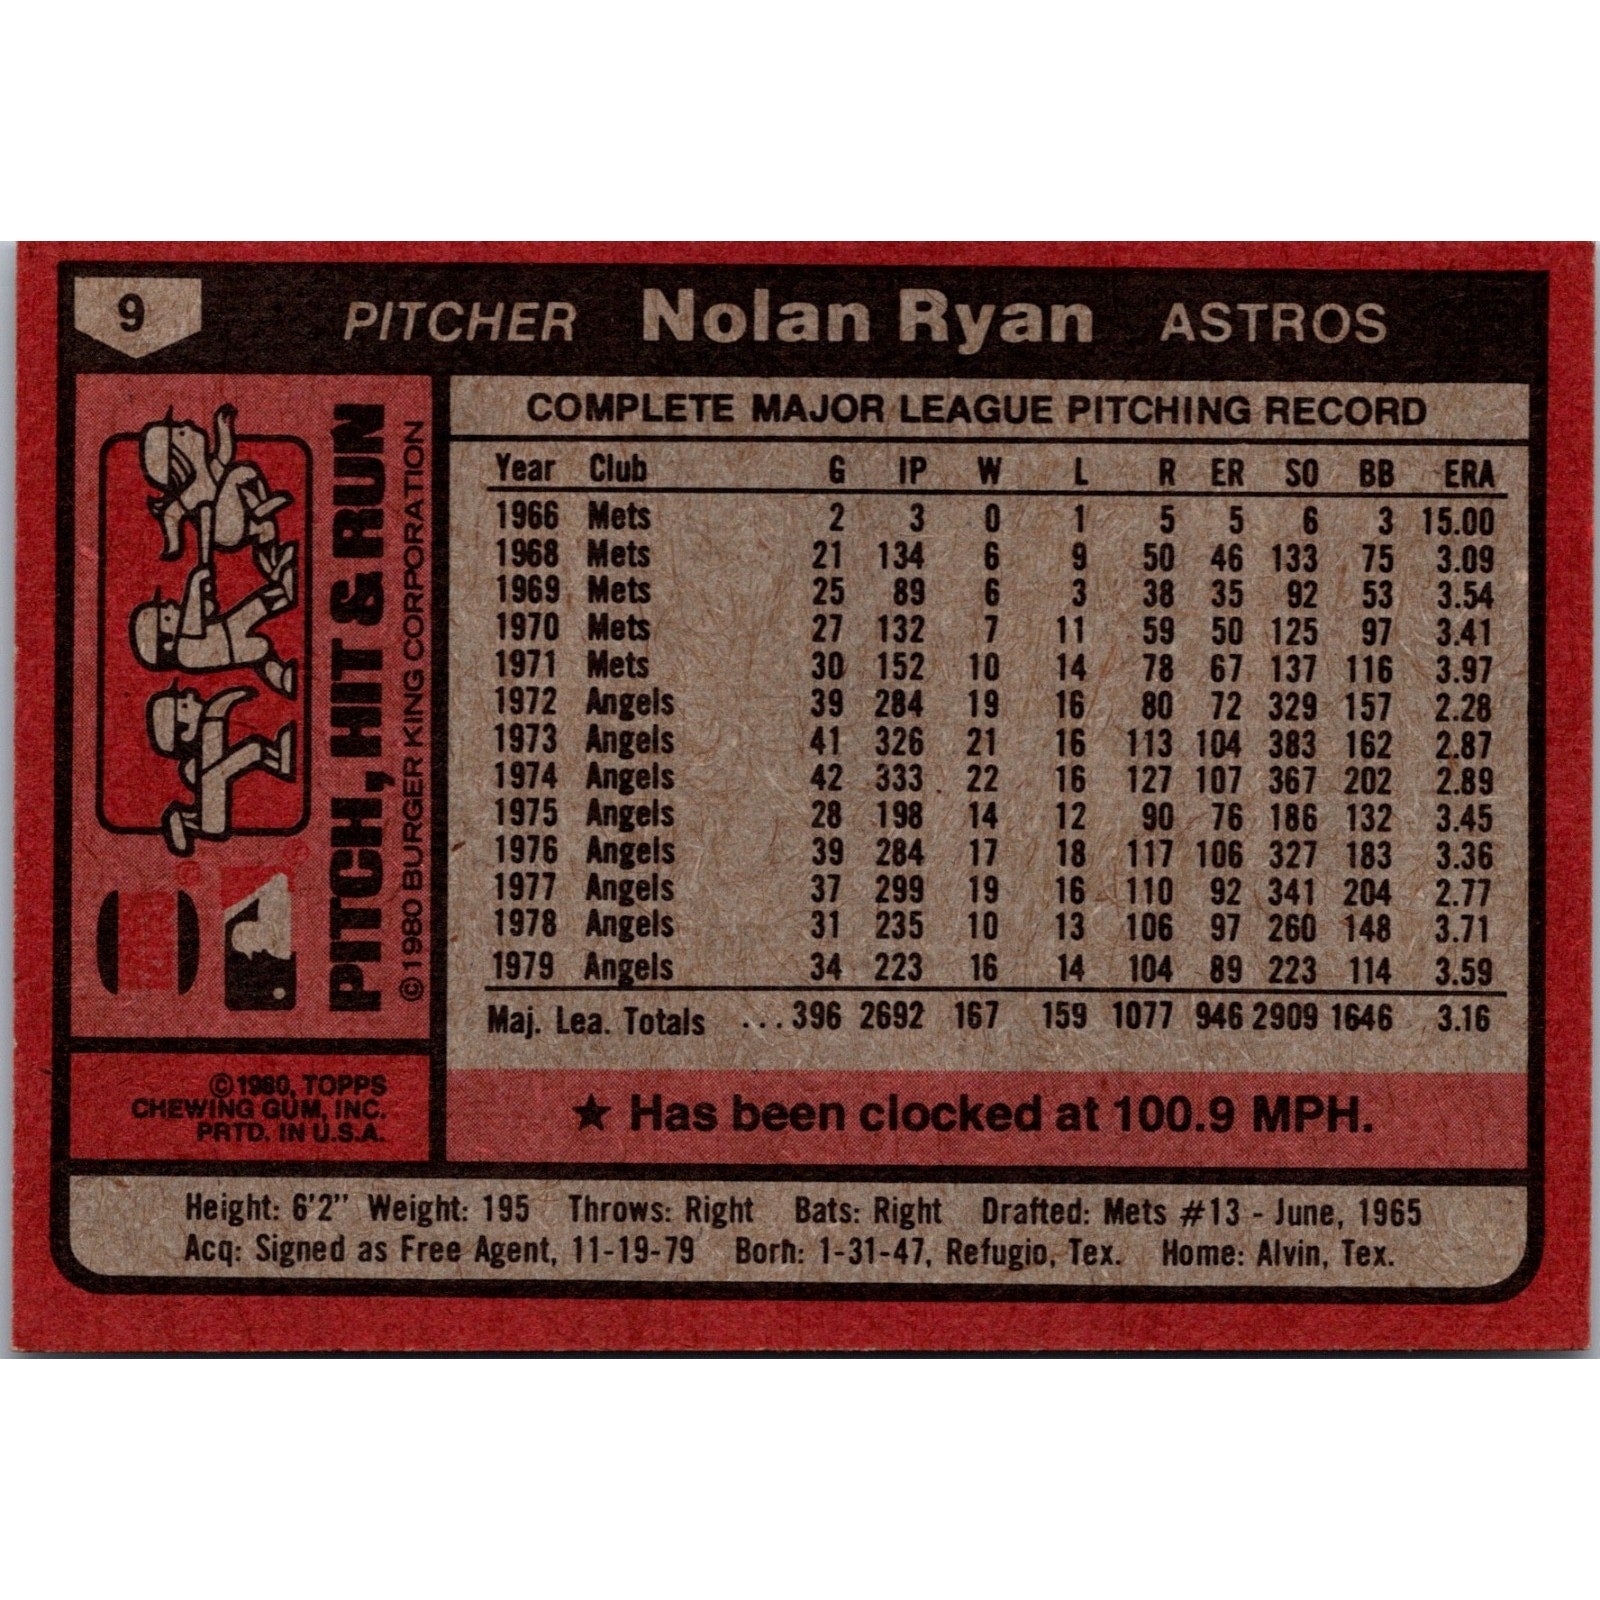 9 PITCHER Nolan Ryan ASTROS
PITCH, HIT & RUN
©1980 BURGER KING CORPORATION
COMPLETE MAJOR LEAGUE PITCHING RECORD
Year Club G IP W L R ER SO BB ERA
1966 Mets 2 3 0 1 5 5 6 3 15.00
1968 Mets 21 134 6 9 50 46 133 75 3.09
1969 Mets 25 89 6 3 38 35 92 53 3.54
1970 Mets 27 132 7 11 59 50 125 97 3.41
1971 Mets 30 152 10 14 78 67 137 116 3.97
1972 Angels 39 284 19 16 80 72 329 157 2.28
1973 Angels 41 326 21 16 113 104 383 162 2.87
1974 Angels 42 333 22 16 127 107 367 202 2.89
1975 Angels 28 198 14 12 90 76 186 132 3.45
1976 Angels 39 284 17 18 117 106 327 183 3.36
1977 Angels 37 299 19 16 110 92 341 204 2.77
1978 Angels 31 235 10 13 106 97 260 148 3.71
1979 Angels 34 223 16 14 104 89 223 114 3.59
Maj. Lea. Totals ...396 2692 167 159 1077 946 2909 1646 3.16
★ Has been clocked at 100.9 MPH.
©1980, TOPPS
CHEWING GUM, INC.
PRTD. IN U.S.A.
Height: 6'2" Weight: 195 Throws: Right Bats: Right Drafted: Mets #13 - June, 1965
Acq: Signed as Free Agent, 11-19-79 Born: 1-31-47, Refugio, Tex. Home: Alvin, Tex.